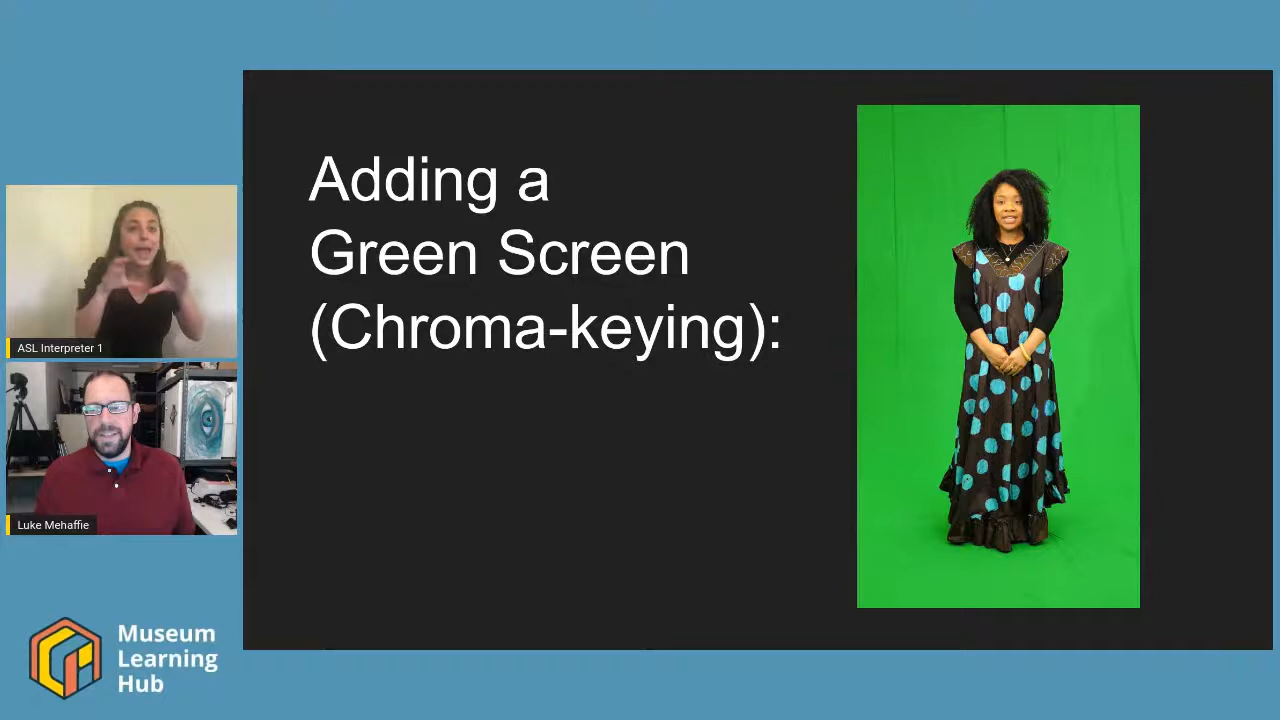 Adding a
Green Screen
(Chroma-keying):
ASL Interpreter 1
Luke Mehaffie
Museum
Learning
Hub